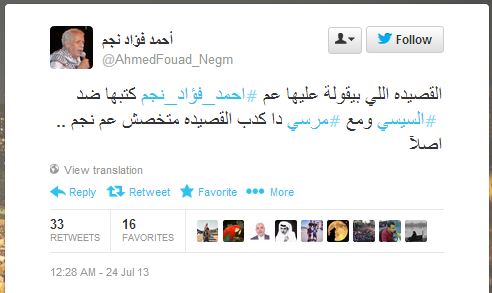 أحمد فؤاد نجم
@AhmedFouad_Negm
Follow
القصيده اللي بيقولة عليها عم #احمد_فؤاد_نجم كتبها ضد
#السيسي ومع #مرسي دا كدب القصيده متخصش عم نجم ..
اصلآ
View translation
Reply Retweet Favorite More
33 RETWEETS 16 FAVORITES
12:28 AM - 24 Jul 13